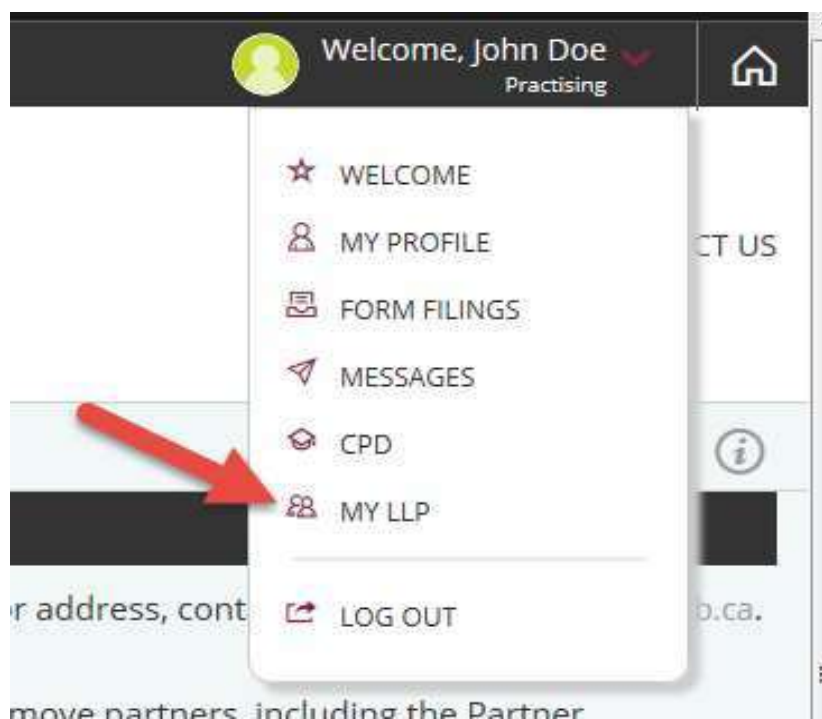 Welcome, John Doe
Practising
WELCOME
MY PROFILE
CT US
FORM FILINGS
MESSAGES
CPD
MY LLP
r address, cont
b.ca.
LOG OUT
move partners, including the Partner